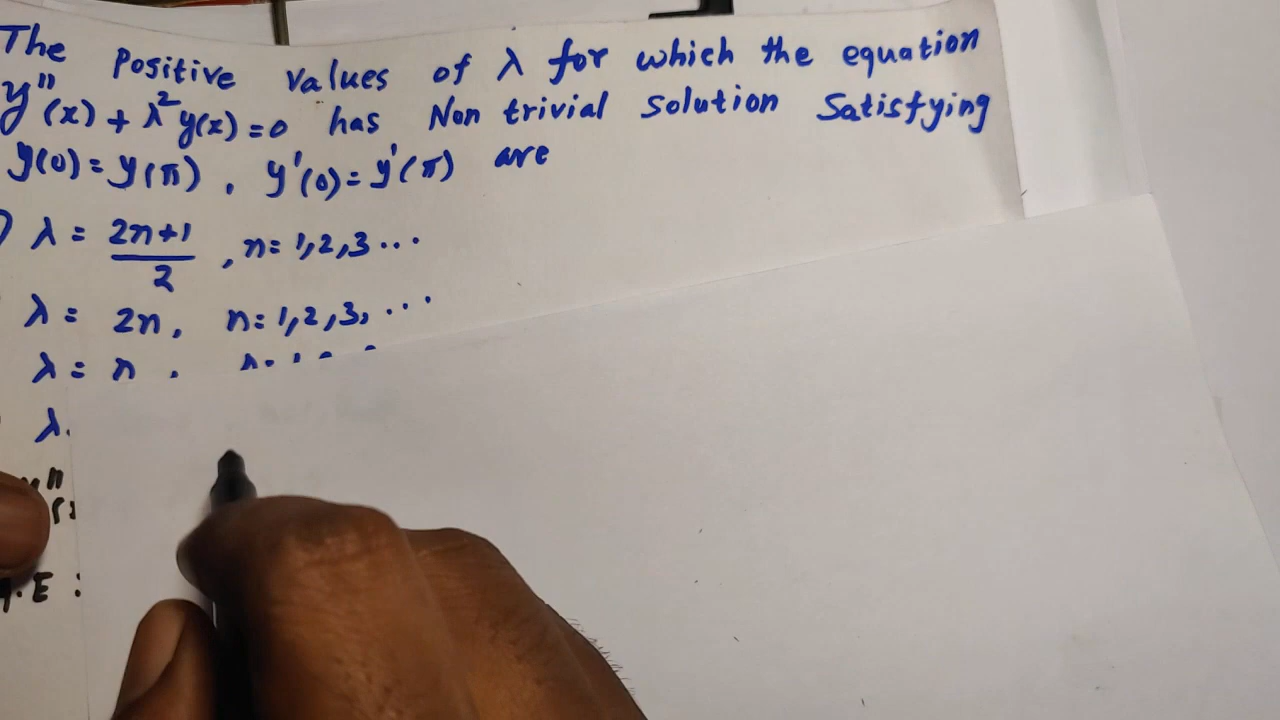 The Positive Values of λ for which the equation
y''(x) + λ² y(x) = 0 has Non trivial Solution Satisfying
y(0) = y(π), y'(0) = y'(π) are
) λ = 2n+1/2, n = 1,2,3...
λ = 2n, n = 1,2,3,...
λ = n,
λ
E :